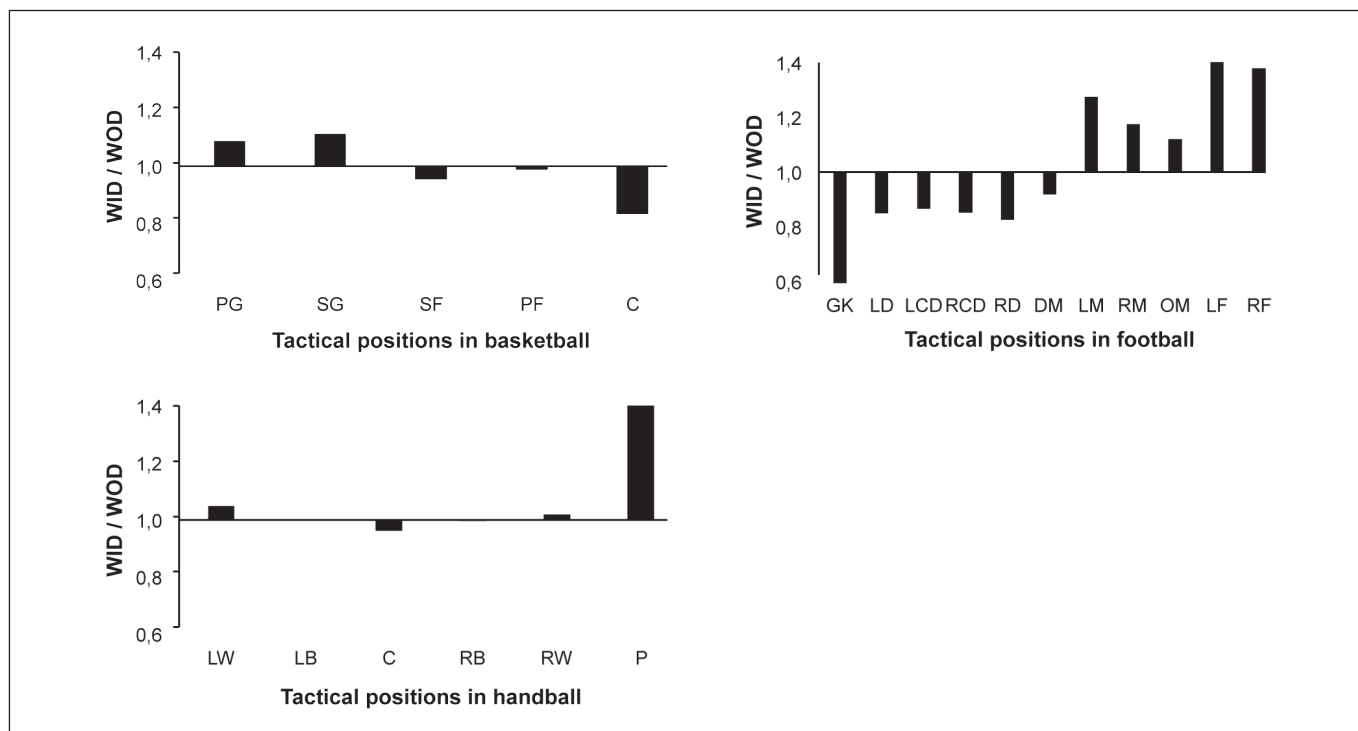 1,4
1,2
1,0
0,8
0,6
WID / WOD
PG SG SF PF C
Tactical positions in basketball
1,4
1,2
1,0
0,8
0,6
WID / WOD
GK LD LCD RCD RD DM LM RM OM LF RF
Tactical positions in football
1,4
1,2
1,0
0,8
0,6
WID / WOD
LW LB C RB RW P
Tactical positions in handball